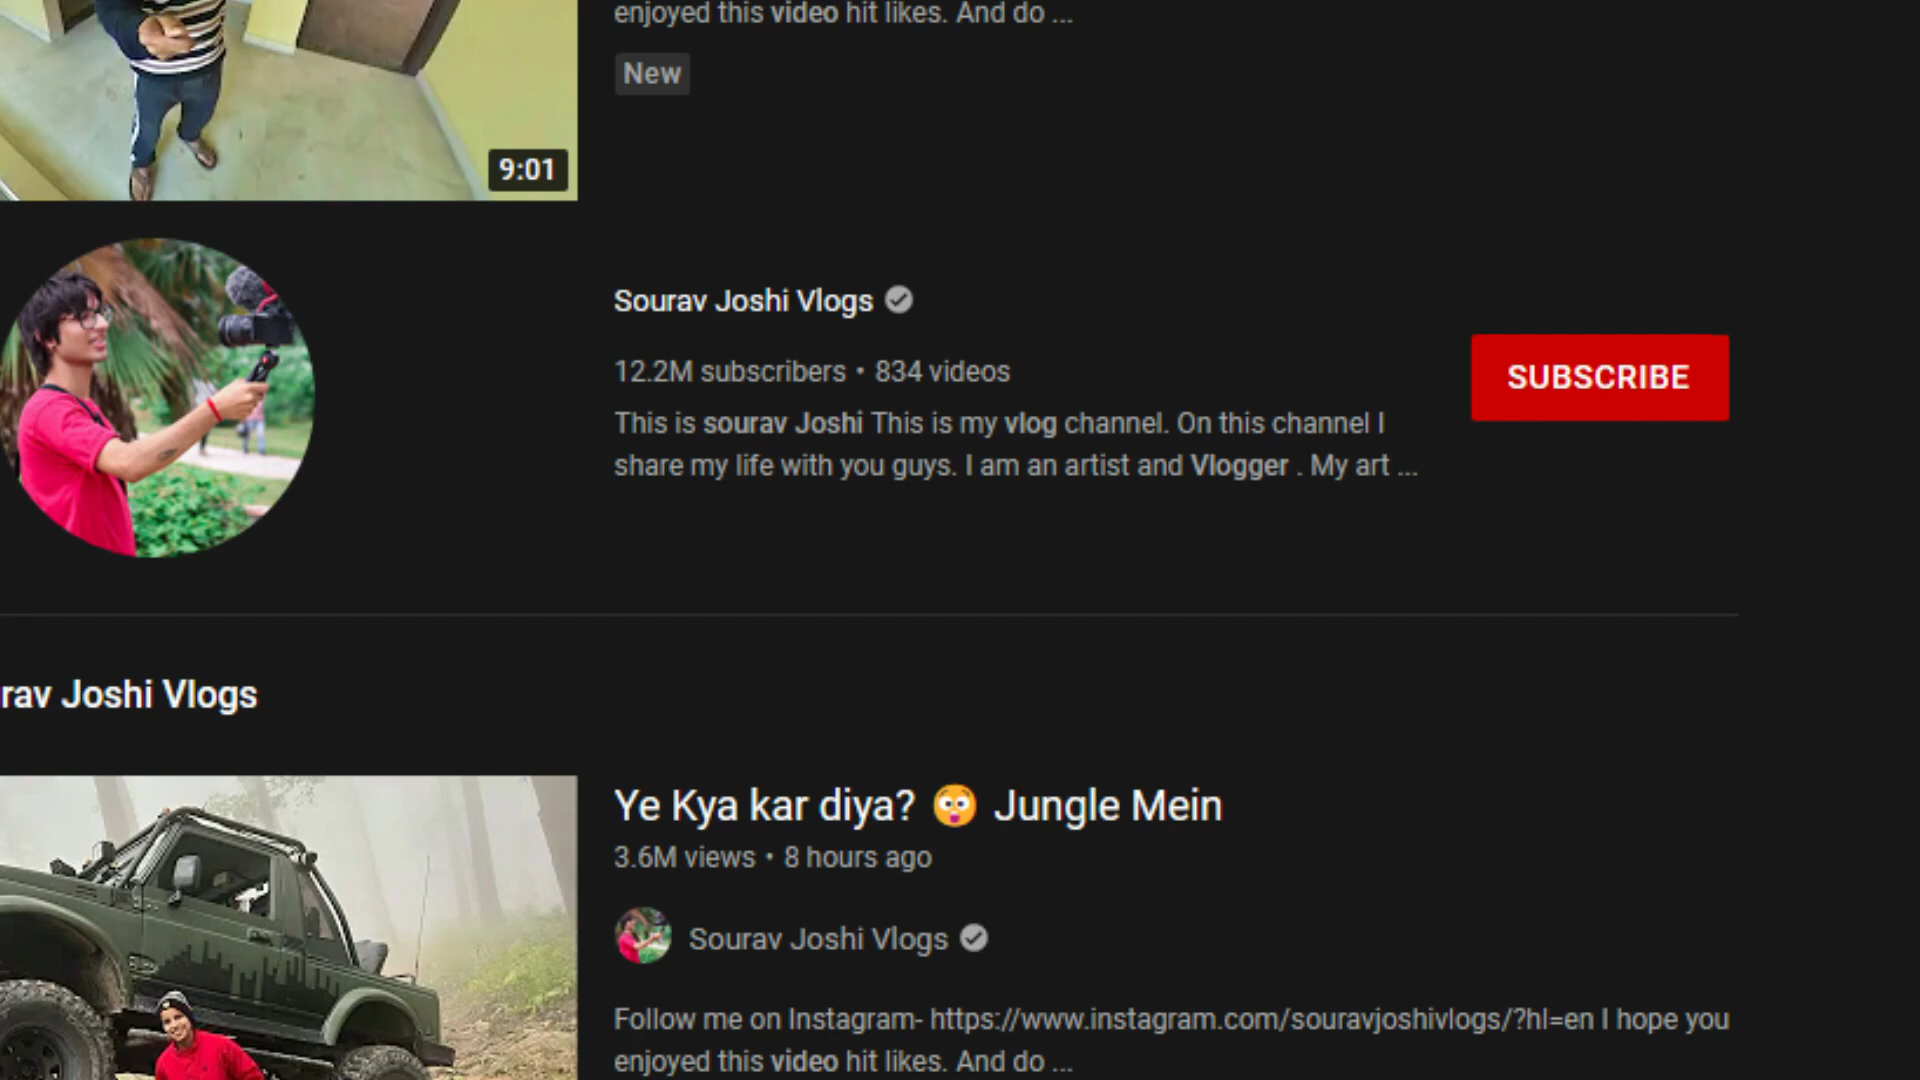 enjoyed this video hit likes. And do ...
New
9:01
Sourav Joshi Vlogs
12.2M subscribers • 834 videos
SUBSCRIBE
This is sourav Joshi This is my vlog channel. On this channel I
share my life with you guys. I am an artist and Vlogger . My art ...
rav Joshi Vlogs
Ye Kya kar diya? 😲 Jungle Mein
3.6M views • 8 hours ago
Sourav Joshi Vlogs
Follow me on Instagram- https://www.instagram.com/souravjoshivlogs/?hl=en I hope you
enjoyed this video hit likes. And do ...